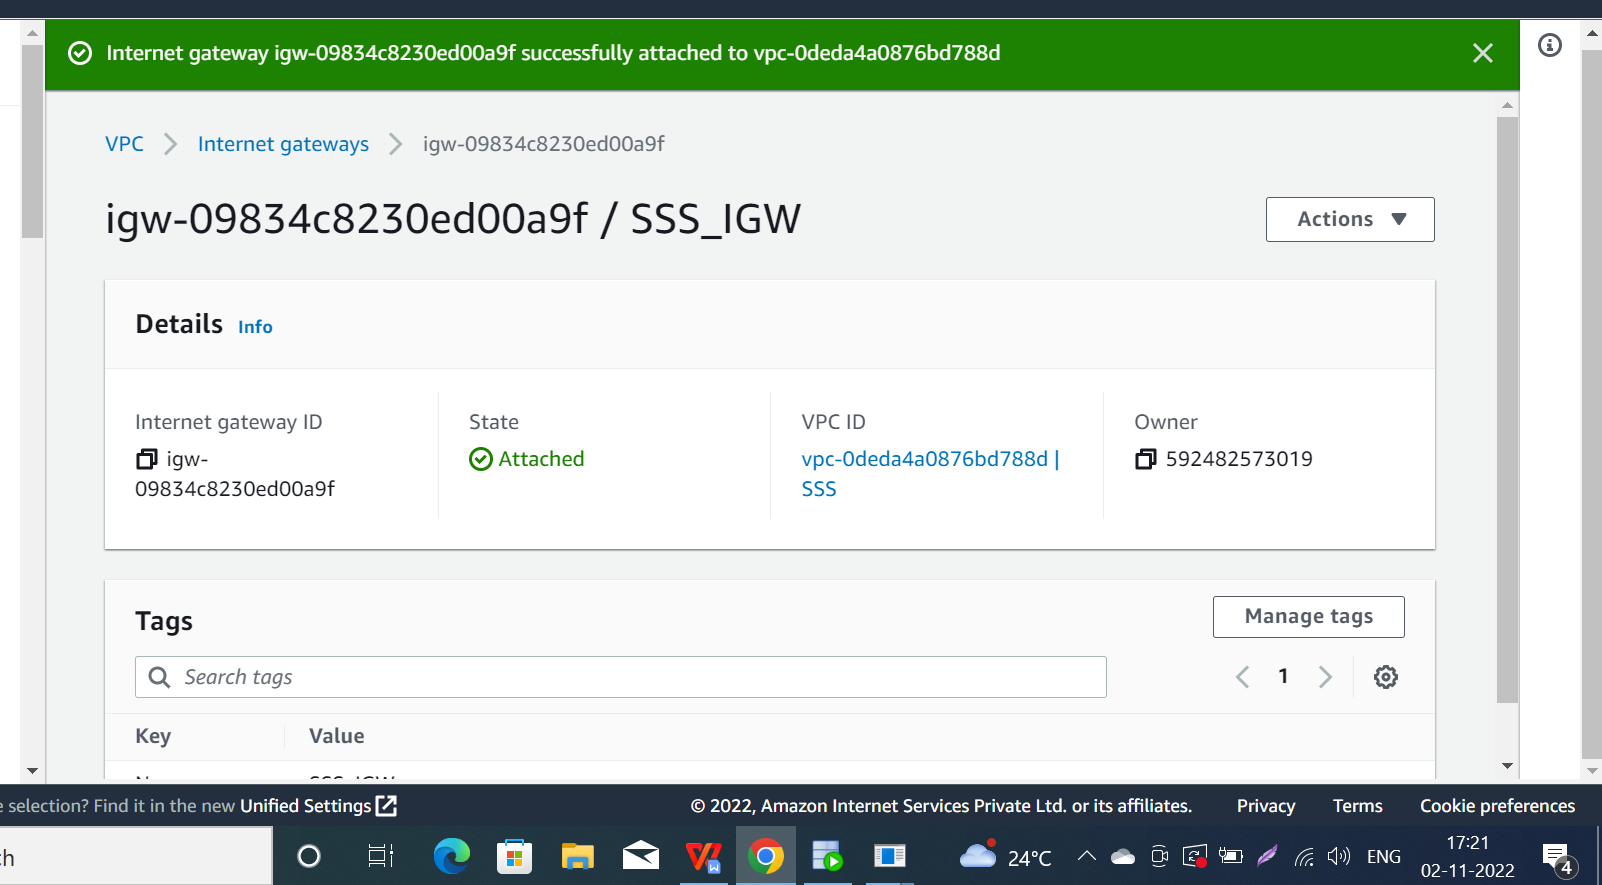 Internet gateway igw-09834c8230ed00a9f successfully attached to vpc-0deda4a0876bd788d
VPC
Internet gateways
igw-09834c8230ed00a9f
igw-09834c8230ed00a9f / SSS_IGW
Actions
Details Info
Internet gateway ID
igw-
09834c8230ed00a9f
State
Attached
VPC ID
vpc-0deda4a0876bd788d |
SSS
Owner
592482573019
Tags
Manage tags
Search tags
1
Key
Value
SSS_IGW
selection? Find it in the new Unified Settings
© 2022, Amazon Internet Services Private Ltd. or its affiliates.
Privacy
Terms
Cookie preferences
24°C
ENG
17:21
02-11-2022
4